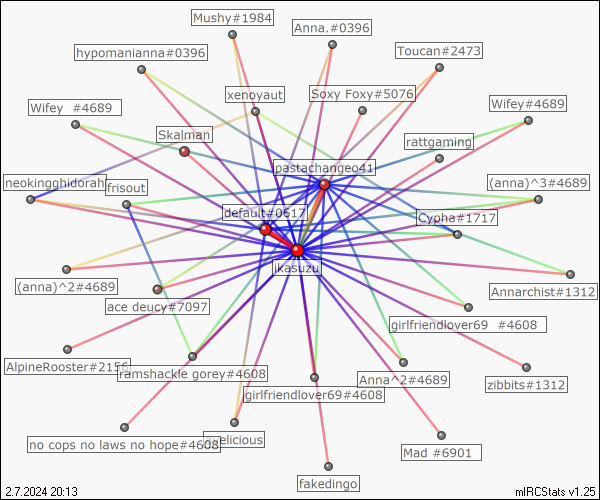 Mushy#1984
Anna.#0396
hypomanianna#0396
Toucan#2473
xenoyaut
Soxy Foxy#5076
Wifey  #4689
Wifey#4689
Skalman
rattgaming
pastachangeo41
neokingghidorah
frisout
(anna)^3#4689
default#0617
Cypha#1717
ikasuzu
(anna)^2#4689
Annarchist#1312
ace deucy#7097
girlfriendlover69  #4608
AlpineRooster#2156
ramshackle gorey#4608
Anna^2#4689
zibbits#1312
girlfriendlover69#4608
no cops no laws no hope#4608
elicious
Mad #6901
fakedingo
2.7.2024 20:13
mIRCStats v1.25